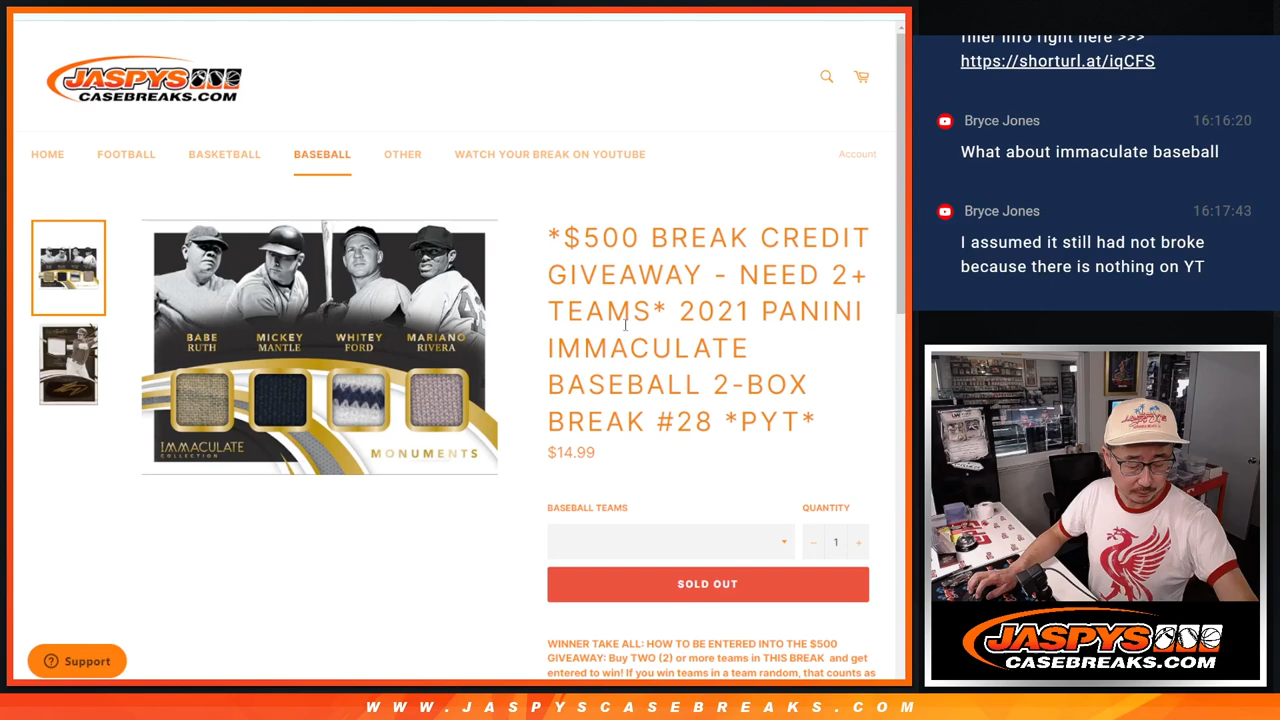 JASPYS
CASEBREAKS.COM
HOME
FOOTBALL
BASKETBALL
BASEBALL
OTHER
WATCH YOUR BREAK ON YOUTUBE
Account
BABE
RUTH
MICKEY
MANTLE
WHITEY
FORD
MARIANO
RIVERA
IMMACULATE
COLLECTION
MONUMENTS
*$500 BREAK CREDIT
GIVEAWAY - NEED 2+
TEAMS* 2021 PANINI
IMMACULATE
BASEBALL 2-BOX
BREAK #28 *PYT*
$14.99
BASEBALL TEAMS
QUANTITY
− 1 +
SOLD OUT
WINNER TAKE ALL: HOW TO BE ENTERED INTO THE $500
GIVEAWAY: Buy TWO (2) or more teams in THIS BREAK and get
entered to win! If you win teams in a team random, that counts as
Support
filler info right here >>>
https://shorturl.at/iqCFS
Bryce Jones 16:16:20
What about immaculate baseball
Bryce Jones 16:17:43
I assumed it still had not broke
because there is nothing on YT
JASPYS
CASEBREAKS.COM
WWW.JASPYSCASEBREAKS.COM